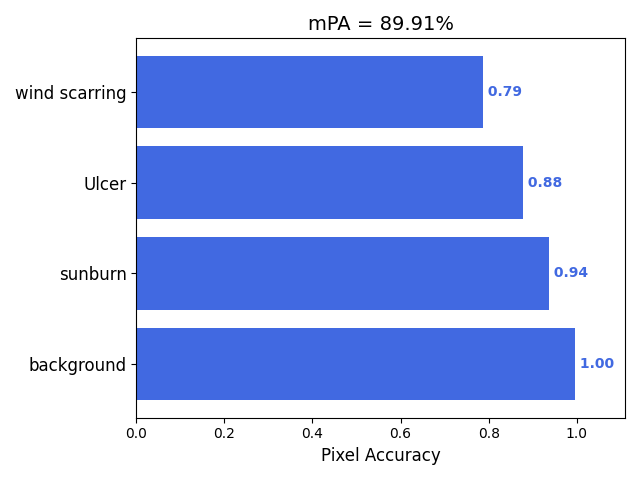 mPA = 89.91%
wind scarring
0.79
Ulcer
0.88
sunburn
0.94
background
1.00
0.0 0.2 0.4 0.6 0.8 1.0
Pixel Accuracy